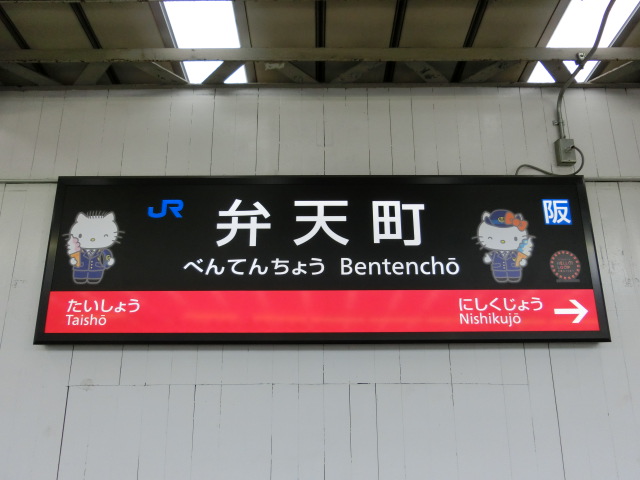 JR
弁天町
阪
べんてんちょう Bentenchō
たいしょう
Taishō
にしくじょう
Nishikujō